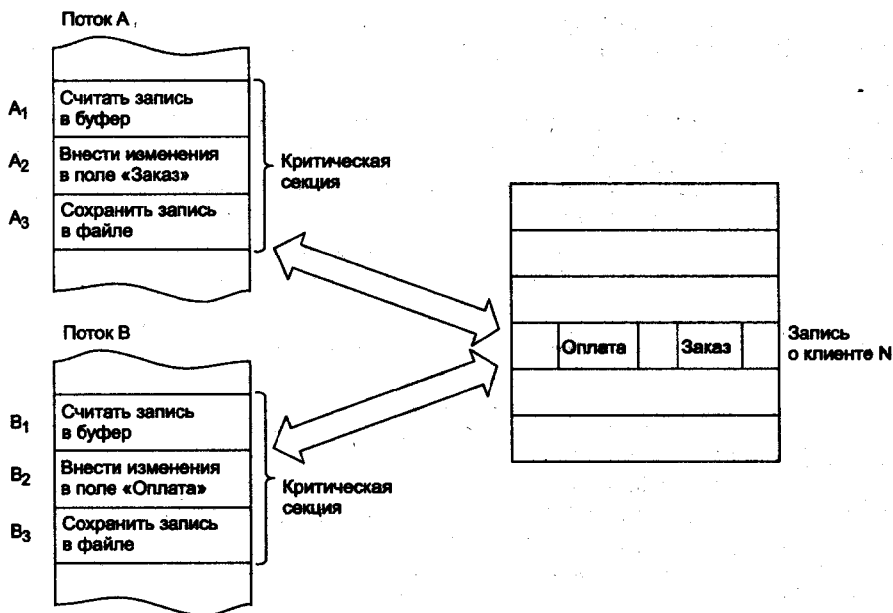 Поток А
A1
Считать запись
в буфер
A2
Внести изменения
в поле «Заказ»
A3
Сохранить запись
в файле
Критическая
секция
Поток В
B1
Считать запись
в буфер
B2
Внести изменения
в поле «Оплата»
B3
Сохранить запись
в файле
Критическая
секция
Оплата
Заказ
Запись
о клиенте N